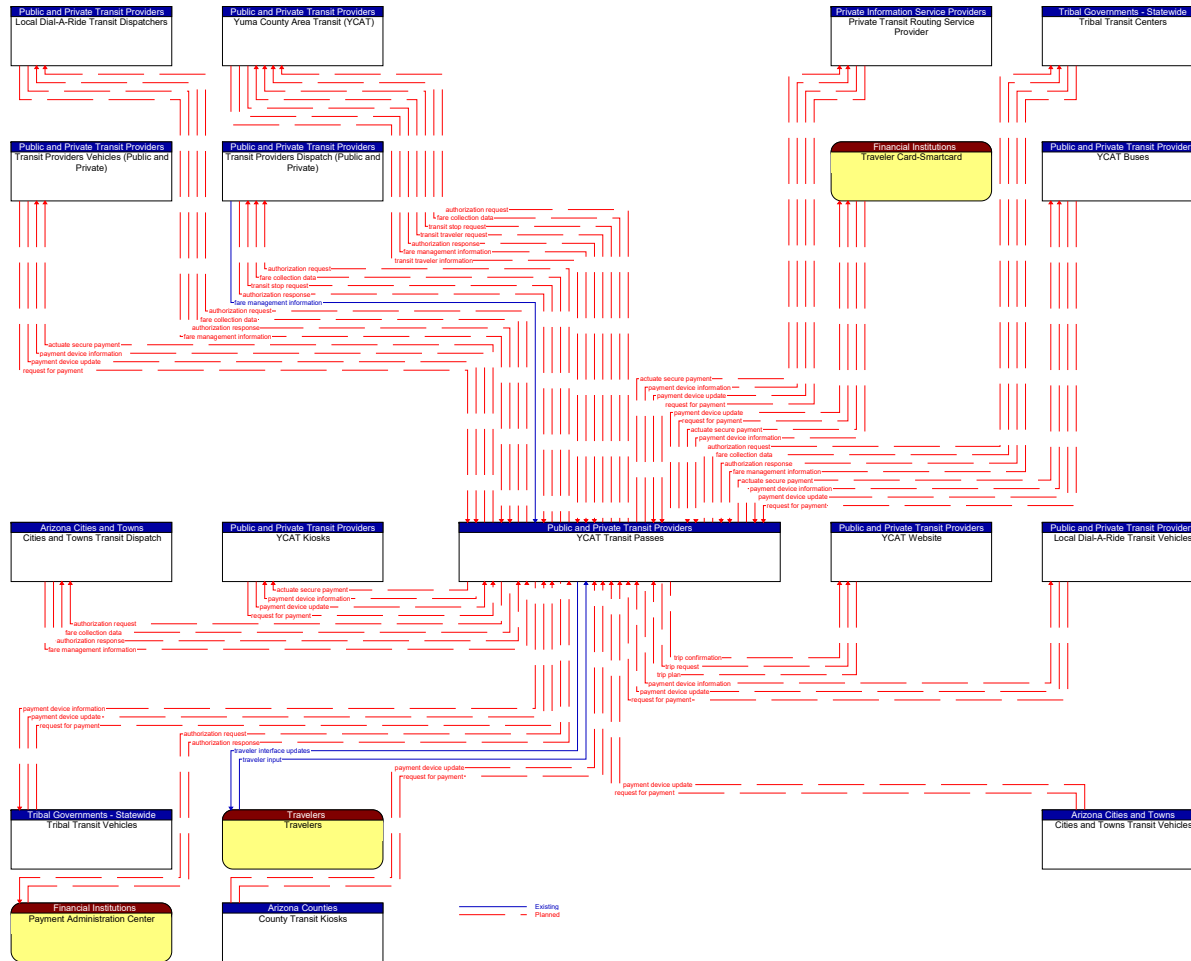 Public and Private Transit Providers
Local Dial-A-Ride Transit Dispatchers
Public and Private Transit Providers
Yuma County Area Transit (YCAT)
Private Information Service Providers
Private Transit Routing Service
Provider
Tribal Governments - Statewide
Tribal Transit Centers
Public and Private Transit Providers
Transit Providers Vehicles (Public and
Private)
Public and Private Transit Providers
Transit Providers Dispatch (Public and
Private)
Financial Institutions
Traveler Card-Smartcard
Public and Private Transit Provider
YCAT Buses
authorization request
fare collection data
transit stop request
transit traveler request
authorization response
fare management information
transit traveler information
authorization request
fare collection data
transit stop request
authorization response
fare management information
authorization request
fare collection data
authorization response
fare management information
actuate secure payment
payment device information
payment device update
request for payment
actuate secure payment
payment device information
payment device update
request for payment
payment device update
request for payment
actuate secure payment
payment device information
authorization request
fare collection data
authorization response
fare management information
actuate secure payment
payment device information
payment device update
request for payment
Arizona Cities and Towns
Cities and Towns Transit Dispatch
Public and Private Transit Providers
YCAT Kiosks
Public and Private Transit Providers
YCAT Transit Passes
Public and Private Transit Providers
YCAT Website
Public and Private Transit Provider
Local Dial-A-Ride Transit Vehicles
actuate secure payment
payment device information
payment device update
request for payment
authorization request
fare collection data
authorization response
fare management information
trip confirmation
trip request
trip plan
payment device information
payment device update
request for payment
payment device information
payment device update
request for payment
authorization request
authorization response
traveler interface updates
traveler input
payment device update
request for payment
payment device update
request for payment
Tribal Governments - Statewide
Tribal Transit Vehicles
Travelers
Travelers
Arizona Cities and Towns
Cities and Towns Transit Vehicles
Financial Institutions
Payment Administration Center
Arizona Counties
County Transit Kiosks
Existing
Planned